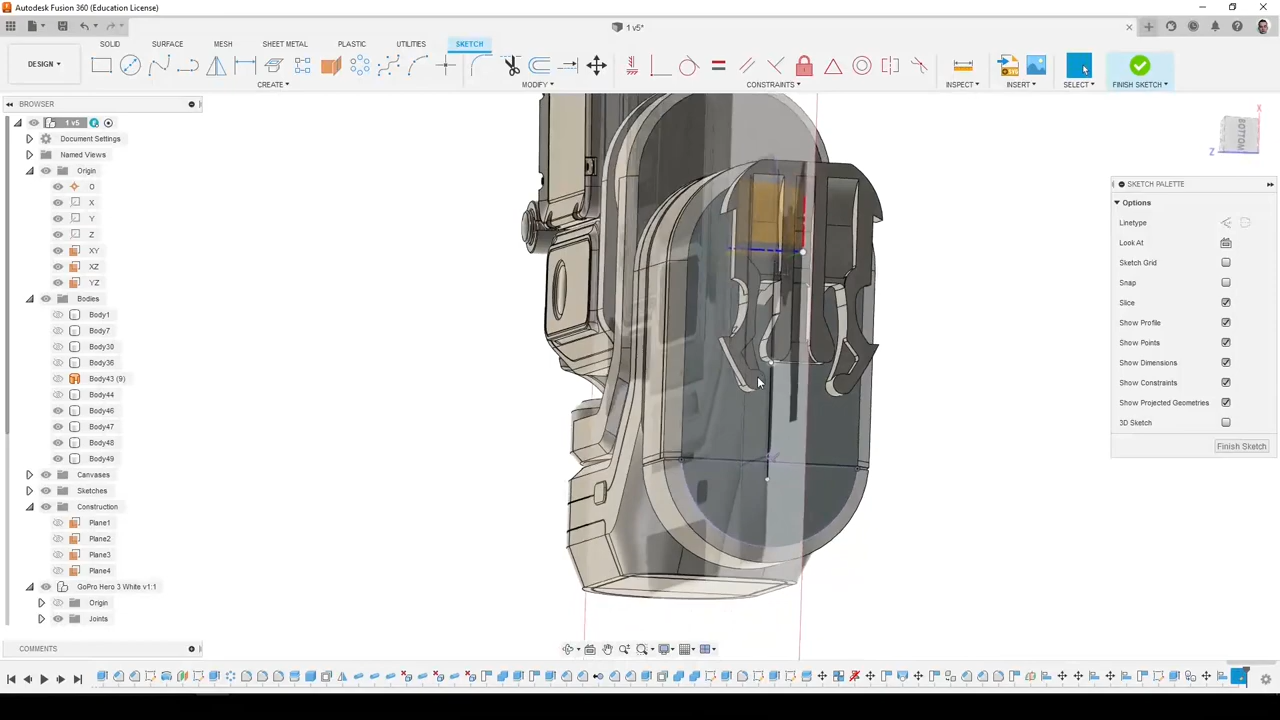 Autodesk Fusion 360 (Education License)
1 v5*
SOLID SURFACE MESH SHEET METAL PLASTIC UTILITIES SKETCH
DESIGN
CREATE MODIFY CONSTRAINTS INSPECT INSERT SELECT FINISH SKETCH
BROWSER
1 v5
Document Settings
Named Views
Origin
O
X
Y
Z
XY
XZ
YZ
Bodies
Body1
Body7
Body30
Body36
Body43 (9)
Body44
Body46
Body47
Body48
Body49
Canvases
Sketches
Construction
Plane1
Plane2
Plane3
Plane4
GoPro Hero 3 White v1:1
Origin
Joints
COMMENTS
X
BOTTOM
Z
SKETCH PALETTE
Options
Linetype
Look At
Sketch Grid
Snap
Slice
Show Profile
Show Points
Show Dimensions
Show Constraints
Show Projected Geometries
3D Sketch
Finish Sketch